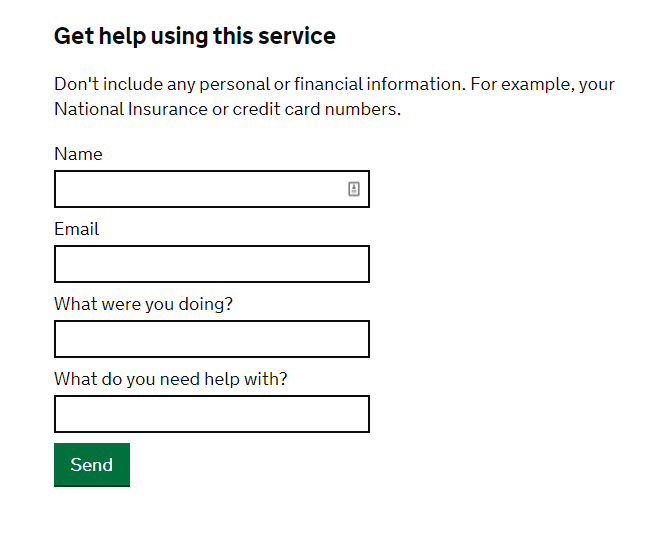 Get help using this service
Don't include any personal or financial information. For example, your
National Insurance or credit card numbers.
Name
Email
What were you doing?
What do you need help with?
Send